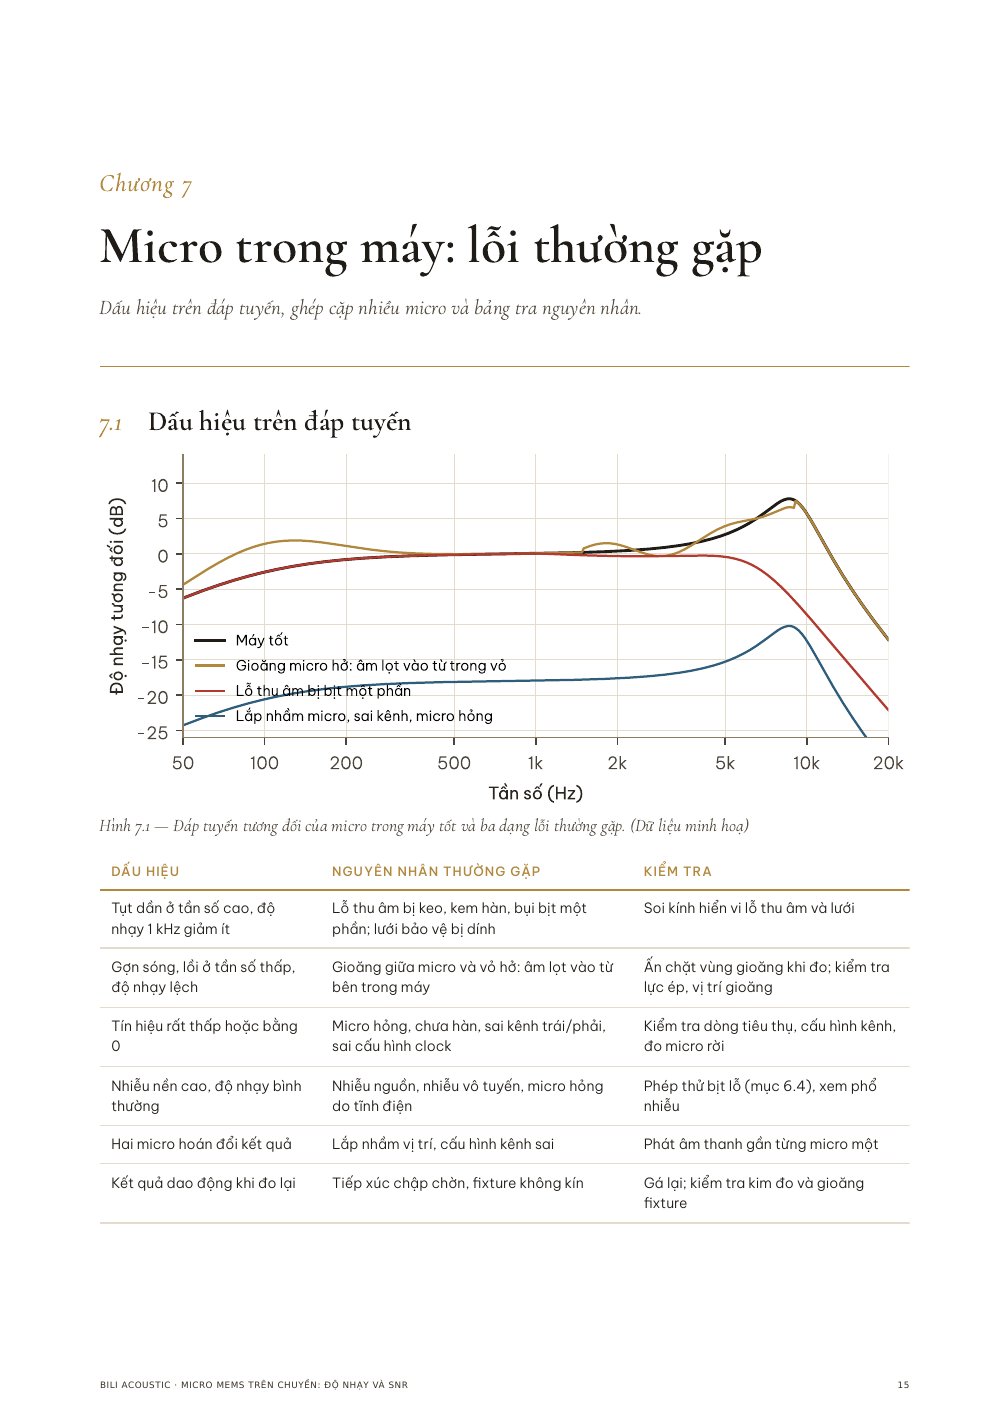 Chương 7
Micro trong máy: lỗi thường gặp
Dấu hiệu trên đáp tuyến, ghép cặp nhiều micro và bảng tra nguyên nhân.
7.1 Dấu hiệu trên đáp tuyến
Độ nhạy tương đối (dB)
10
5
0
−5
−10
−15
−20
−25
Máy tốt
Gioăng micro hở: âm lọt vào từ trong vỏ
Lỗ thu âm bị bịt một phần
Lắp nhầm micro, sai kênh, micro hỏng
50 100 200 500 1k 2k 5k 10k 20k
Tần số (Hz)
Hình 7.1 — Đáp tuyến tương đối của micro trong máy tốt và ba dạng lỗi thường gặp. (Dữ liệu minh hoạ)
DẤU HIỆU NGUYÊN NHÂN THƯỜNG GẶP KIỂM TRA
Tụt dần ở tần số cao, độ
nhạy 1 kHz giảm ít
Lỗ thu âm bị keo, kem hàn, bụi bịt một
phần; lưới bảo vệ bị dính
Soi kính hiển vi lỗ thu âm và lưới
Gợn sóng, lồi ở tần số thấp,
độ nhạy lệch
Gioăng giữa micro và vỏ hở: âm lọt vào từ
bên trong máy
Ấn chặt vùng gioăng khi đo; kiểm tra
lực ép, vị trí gioăng
Tín hiệu rất thấp hoặc bằng
0
Micro hỏng, chưa hàn, sai kênh trái/phải,
sai cấu hình clock
Kiểm tra dòng tiêu thụ, cấu hình kênh,
đo micro rời
Nhiễu nền cao, độ nhạy bình
thường
Nhiễu nguồn, nhiễu vô tuyến, micro hỏng
do tĩnh điện
Phép thử bịt lỗ (mục 6.4), xem phổ
nhiễu
Hai micro hoán đổi kết quả
Lắp nhầm vị trí, cấu hình kênh sai
Phát âm thanh gần từng micro một
Kết quả dao động khi đo lại
Tiếp xúc chập chờn, fixture không kín
Gá lại; kiểm tra kim đo và gioăng
fixture
BILI ACOUSTIC · MICRO MEMS TRÊN CHUYỀN: ĐỘ NHẠY VÀ SNR 15